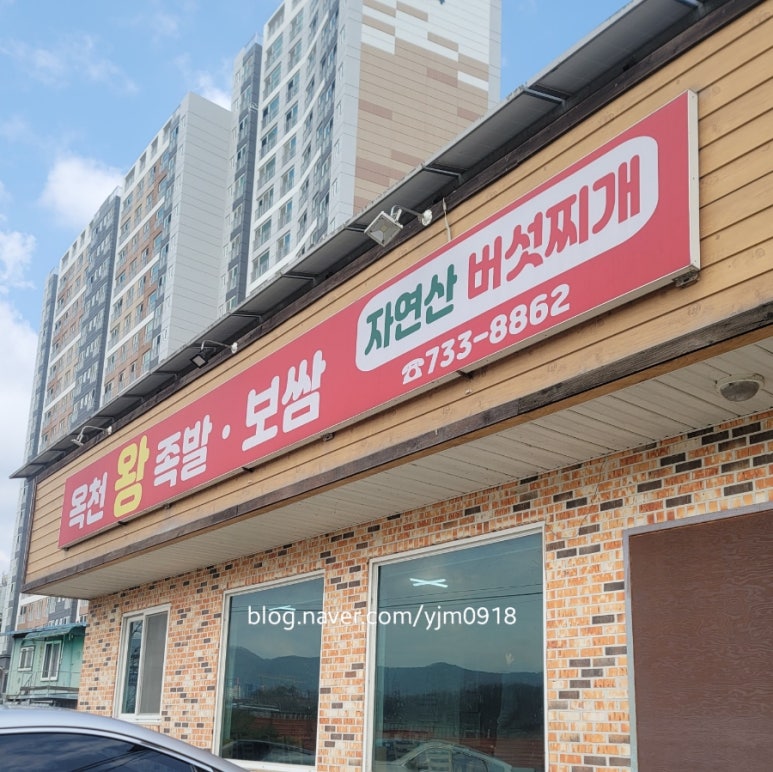 옥천 왕 족발·보쌈
자연산 버섯찌개
☎733-8862
blog.naver.com/yjm0918